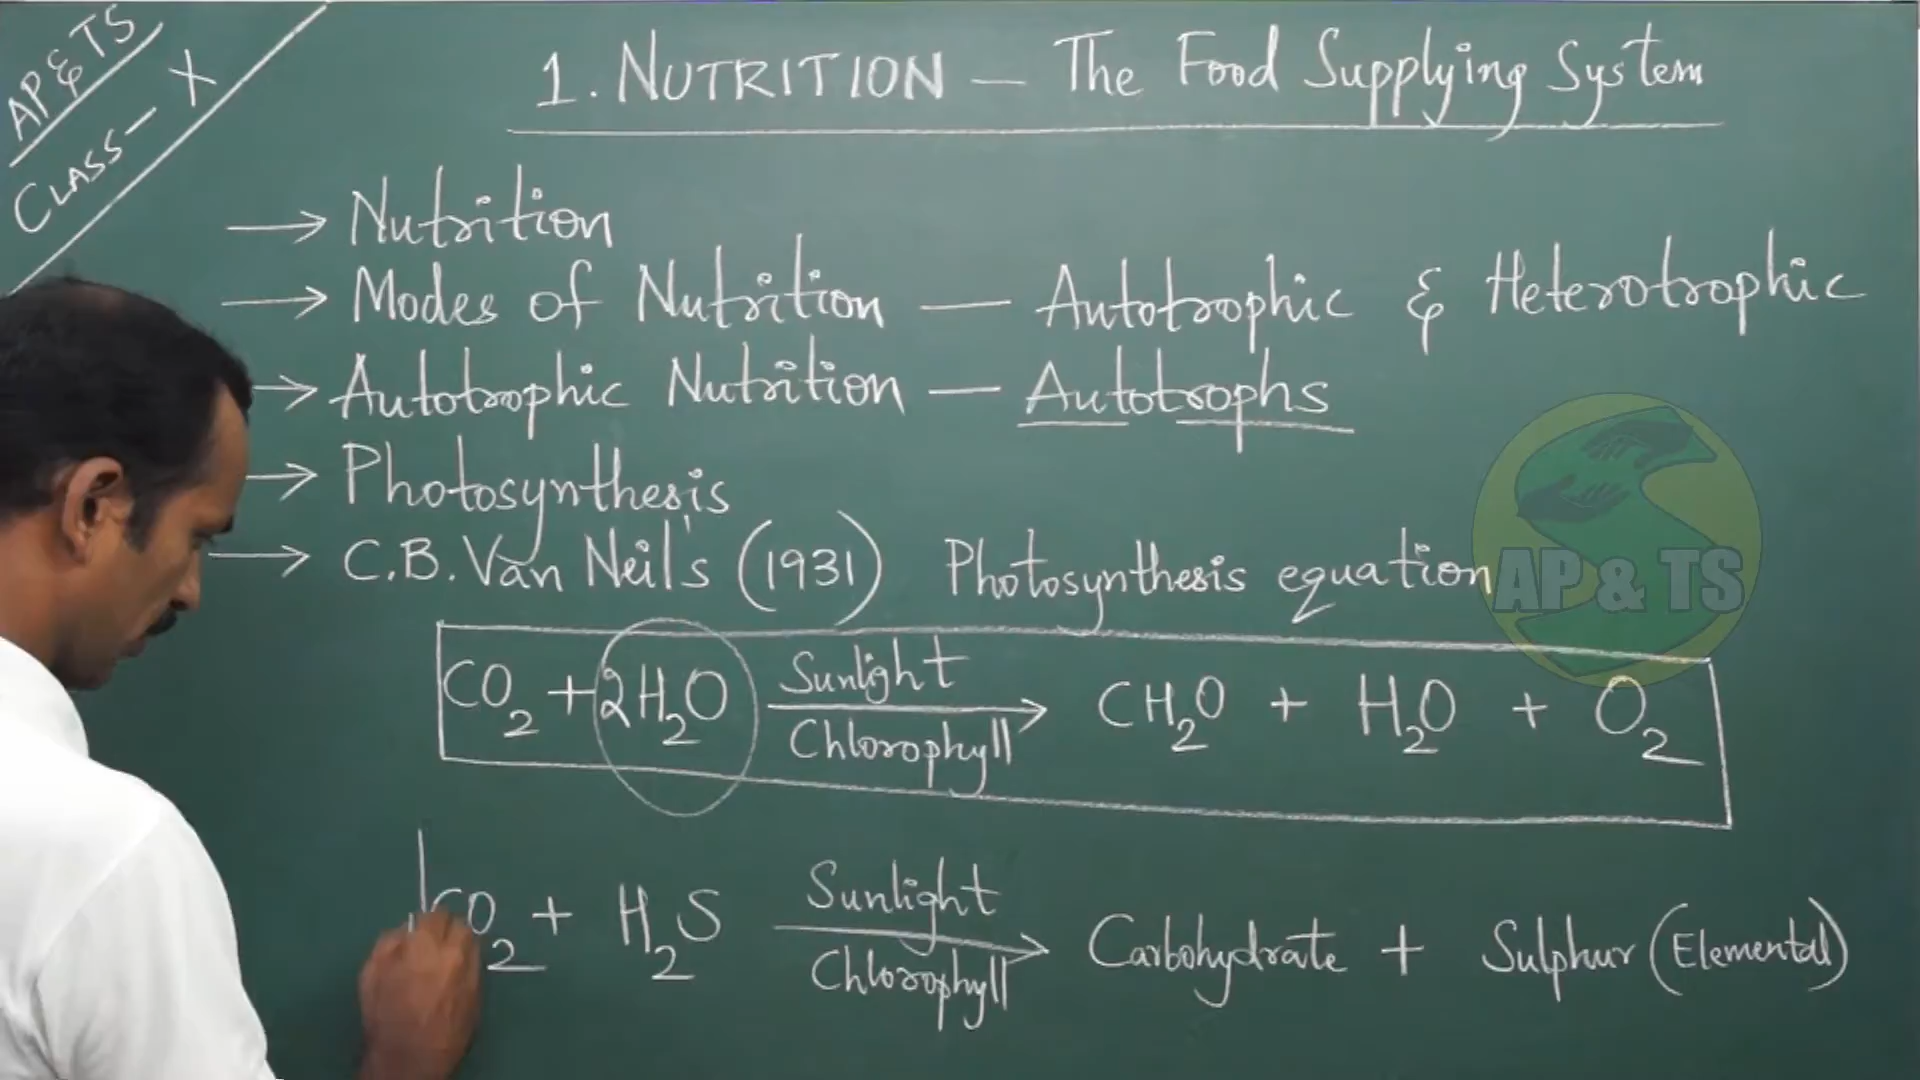 AP & TS
CLASS - X
1. NUTRITION — The Food Supplying System
→ Nutrition
→ Modes of Nutrition — Autotrophic & Heterotrophic
→ Autotrophic Nutrition — Autotrophs
→ Photosynthesis
→ C.B. Van Neil's (1931) Photosynthesis equation
AP & TS
CO₂ + 2H₂O Sunlight → Chlorophyll CH₂O + H₂O + O₂
CO₂ + H₂S Sunlight → Chlorophyll Carbohydrate + Sulphur (Elemental)